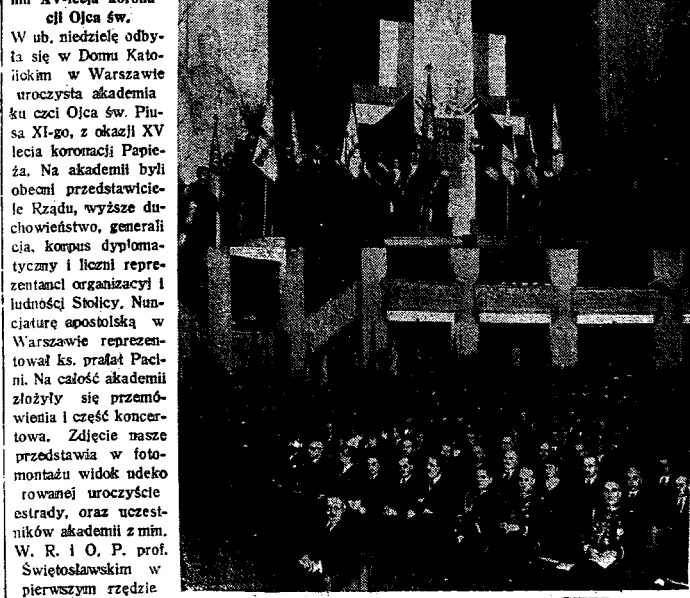 XV-lecia korona-
cji Ojca św.
W ub. niedzielę odby-
ła się w Domu Kato-
lickim w Warszawie
uroczysta akademia
ku czci Ojca św. Piu-
sa XI-go, z okazji XV
lecia koronacji Papie-
ża. Na akademii byli
obecni przedstawicie-
le Rządu, wyższe du-
chowieństwo, generali
cja, korpus dyploma-
tyczny i liczni repre-
zentanci organizacyj i
ludności Stolicy. Nun-
cjaturę apostolską w
Warszawie reprezen-
tował ks. prałat Paci-
ni. Na całość akademii
złożyły się przemó-
wienia i część koncer-
towa. Zdjęcie nasze
przedstawia w foto-
montażu widok udeko
rowanej uroczyście
estrady, oraz uczest-
ników akademii z min.
W. R. i O. P. prof.
Świętosławskim w
pierwszym rzędzie